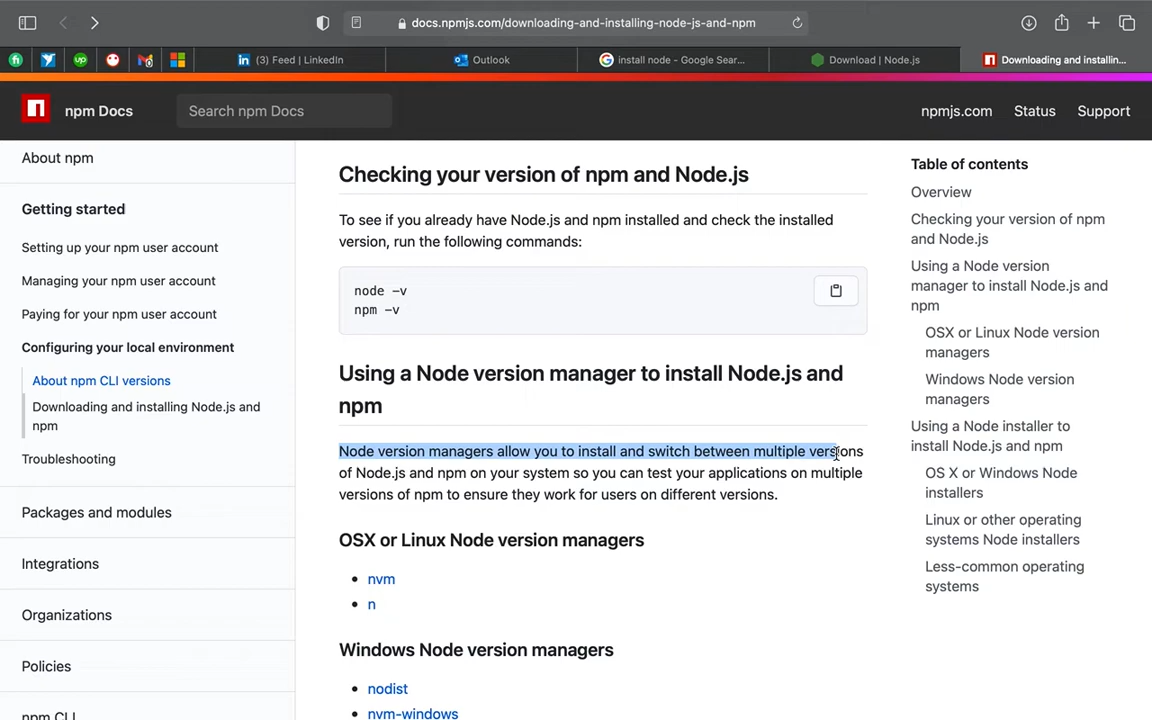 docs.npmjs.com/downloading-and-installing-node-js-and-npm
fi
up
(3) Feed | LinkedIn
Outlook
install node - Google Sear...
Download | Node.js
Downloading and installin...
npm Docs
Search npm Docs
npmjs.com
Status
Support
About npm
Getting started
Setting up your npm user account
Managing your npm user account
Paying for your npm user account
Configuring your local environment
About npm CLI versions
Downloading and installing Node.js and
npm
Troubleshooting
Packages and modules
Integrations
Organizations
Policies
npm CLI
Checking your version of npm and Node.js
To see if you already have Node.js and npm installed and check the installed
version, run the following commands:
node -v
npm -v
Using a Node version manager to install Node.js and
npm
Node version managers allow you to install and switch between multiple versions
of Node.js and npm on your system so you can test your applications on multiple
versions of npm to ensure they work for users on different versions.
OSX or Linux Node version managers
nvm
n
Windows Node version managers
nodist
nvm-windows
Table of contents
Overview
Checking your version of npm
and Node.js
Using a Node version
manager to install Node.js and
npm
OSX or Linux Node version
managers
Windows Node version
managers
Using a Node installer to
install Node.js and npm
OS X or Windows Node
installers
Linux or other operating
systems Node installers
Less-common operating
systems